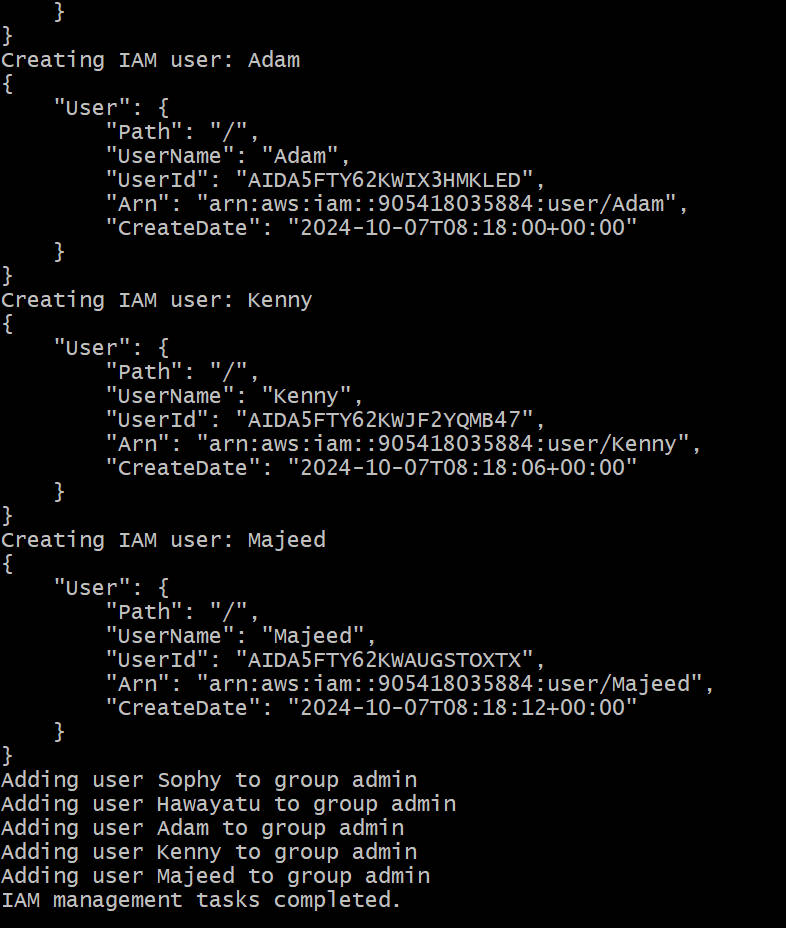 }
}
Creating IAM user: Adam
{
    "User": {
        "Path": "/",
        "UserName": "Adam",
        "UserId": "AIDA5FTY62KWIX3HMKLED",
        "Arn": "arn:aws:iam::905418035884:user/Adam",
        "CreateDate": "2024-10-07T08:18:00+00:00"
    }
}
Creating IAM user: Kenny
{
    "User": {
        "Path": "/",
        "UserName": "Kenny",
        "UserId": "AIDA5FTY62KWJF2YQMB47",
        "Arn": "arn:aws:iam::905418035884:user/Kenny",
        "CreateDate": "2024-10-07T08:18:06+00:00"
    }
}
Creating IAM user: Majeed
{
    "User": {
        "Path": "/",
        "UserName": "Majeed",
        "UserId": "AIDA5FTY62KWAUGSTOXTX",
        "Arn": "arn:aws:iam::905418035884:user/Majeed",
        "CreateDate": "2024-10-07T08:18:12+00:00"
    }
}
Adding user Sophy to group admin
Adding user Hawayatu to group admin
Adding user Adam to group admin
Adding user Kenny to group admin
Adding user Majeed to group admin
IAM management tasks completed.